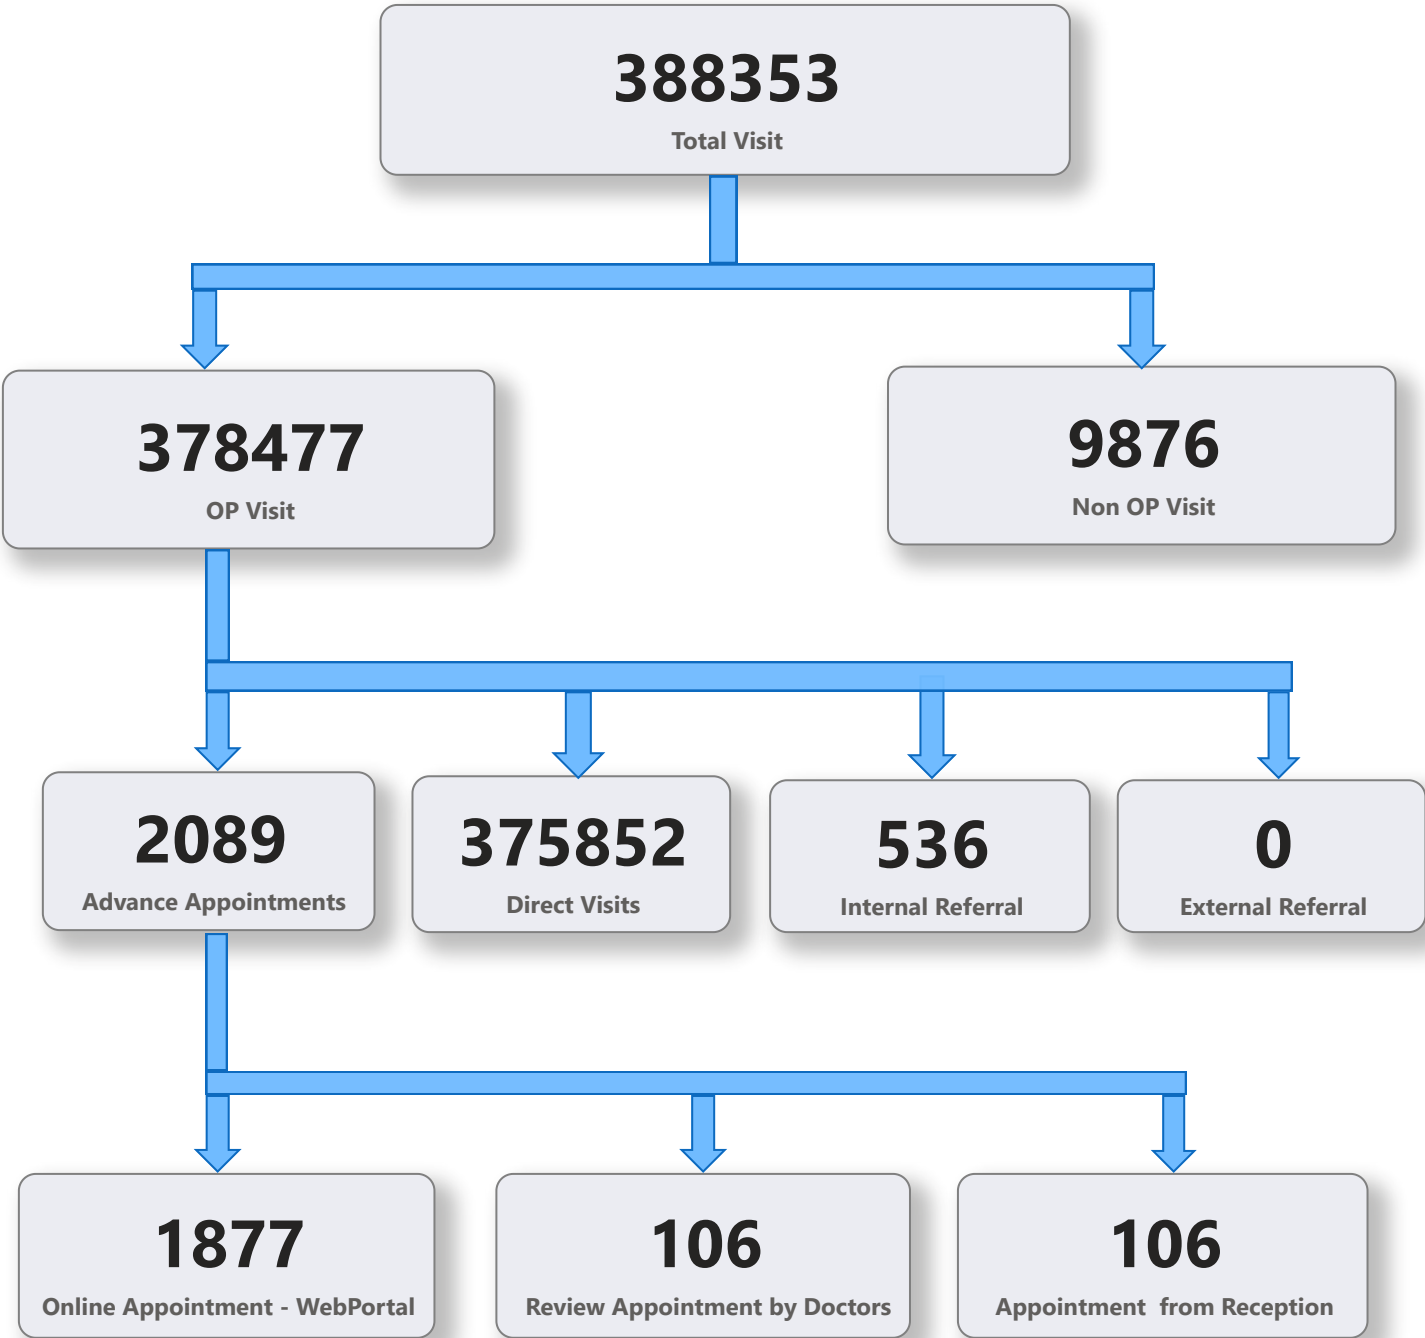 388353
Total Visit
378477
OP Visit
9876
Non OP Visit
2089
Advance Appointments
375852
Direct Visits
536
Internal Referral
0
External Referral
1877
Online Appointment - WebPortal
106
Review Appointment by Doctors
106
Appointment  from Reception